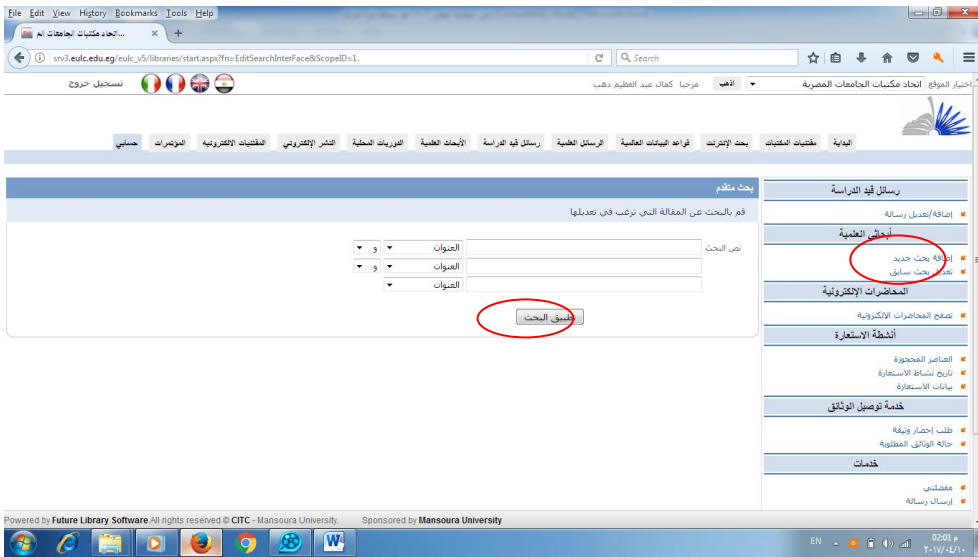 File Edit View History Bookmarks Tools Help
اتحاد مكتبات الجامعات الم...
srv3.eulc.edu.eg/eulc_v5/libraries/start.aspx?fn=EditSearchInterFace&ScopeID=1.
Search
اختيار الموقع اتحاد مكتبات الجامعات المصرية اذهب مرحبا كمال عبد العظيم دهب تسجيل خروج
البداية مقتنيات المكتبات بحث الإنترنت قواعد البيانات العالمية الرسائل العلمية رسائل قيد الدراسة الأبحاث العلمية الدوريات المحلية النشر الإلكتروني المقتنيات الالكترونية المؤتمرات حسابي
رسائل قيد الدراسة
إضافة/تعديل رسالة
أبحاثي العلمية
إضافة بحث جديد
تعديل بحث سابق
المحاضرات الإلكترونية
تصفح المحاضرات الالكترونية
أنشطة الاستعارة
العناصر المحجوزة
تاريخ نشاط الاستعارة
بيانات الاستعارة
خدمة توصيل الوثائق
طلب إحضار وثيقة
حالة الوثائق المطلوبة
خدمات
مفضلتي
إرسال رسالة
بحث متقدم
قم بالبحث عن المقالة التي ترغب في تعديلها
نص البحث العنوان و
العنوان و
العنوان
تطبيق البحث
Powered by Future Library Software.All rights reserved © CITC - Mansoura University. Sponsored by Mansoura University
EN
02:01 م
٢٠١٧/٠٤/١٠